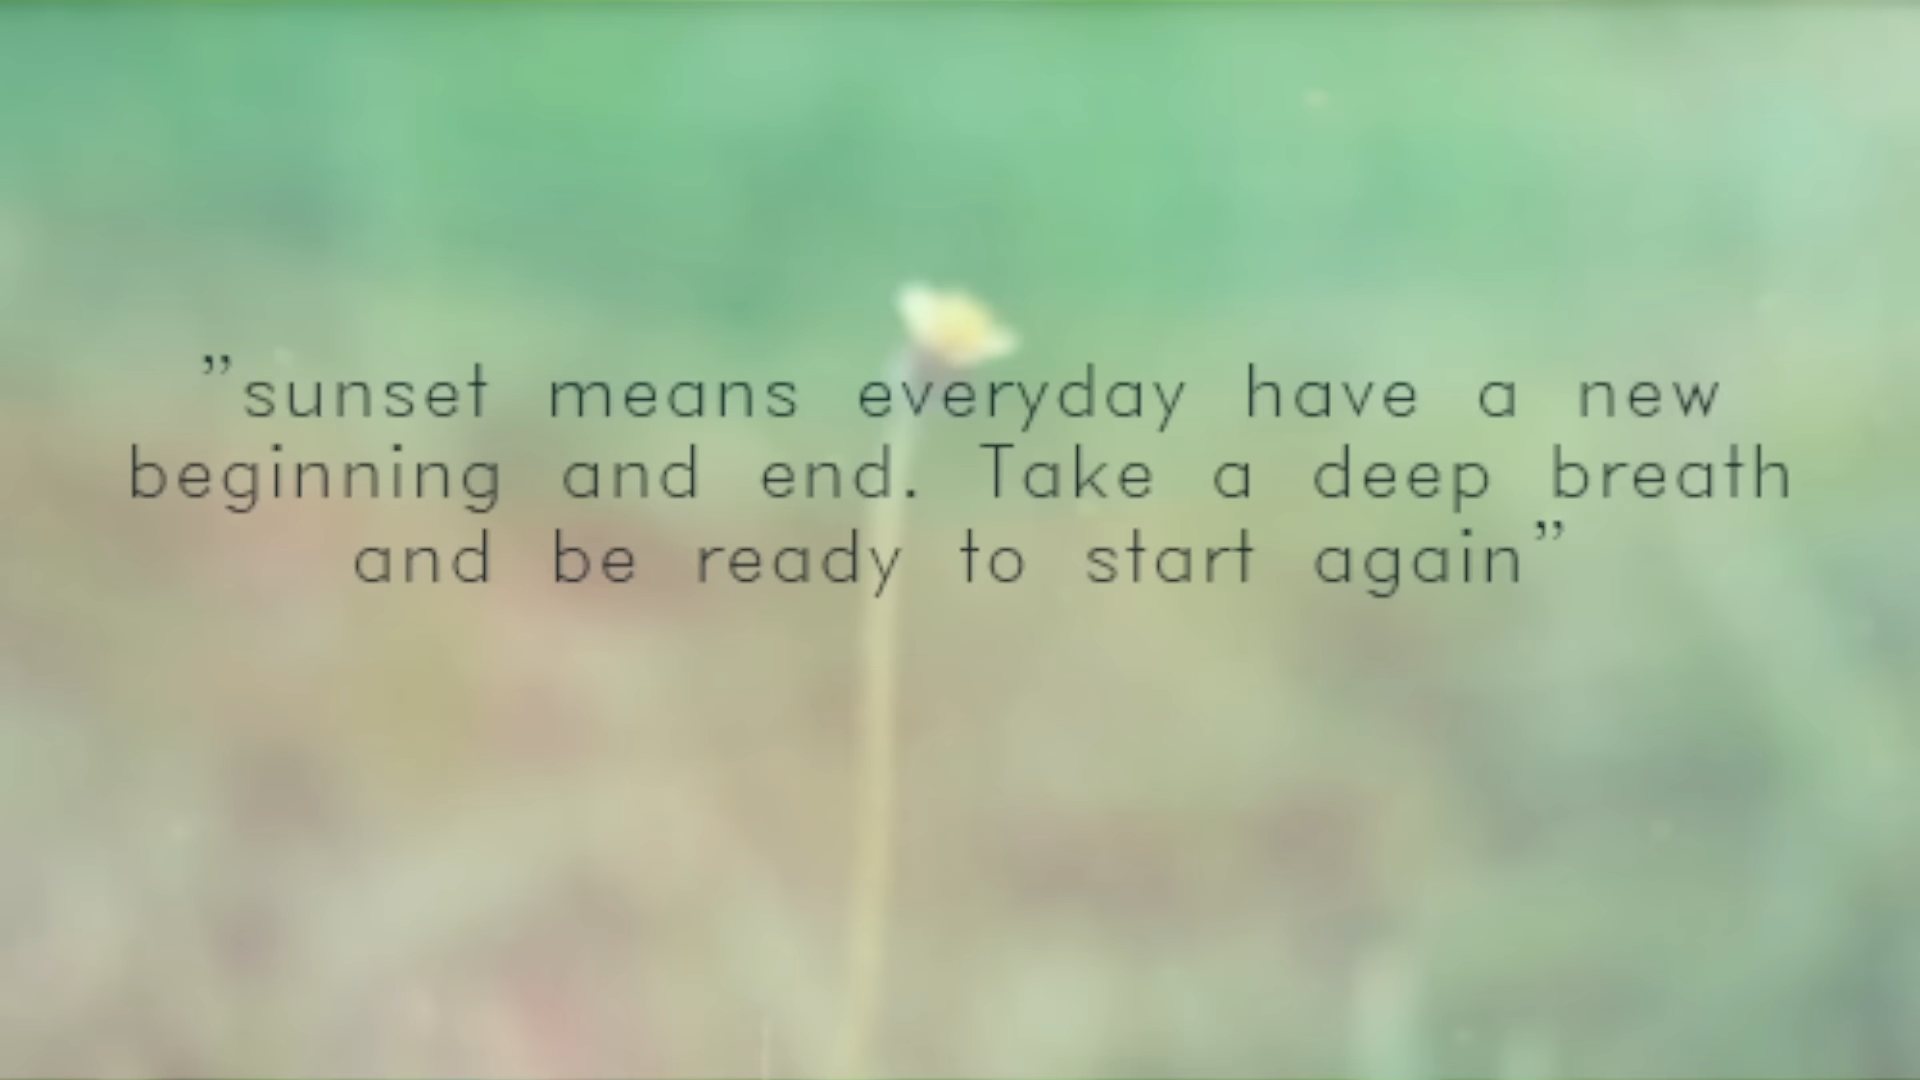 ”sunset means everyday have a new
beginning and end. Take a deep breath
and be ready to start again”